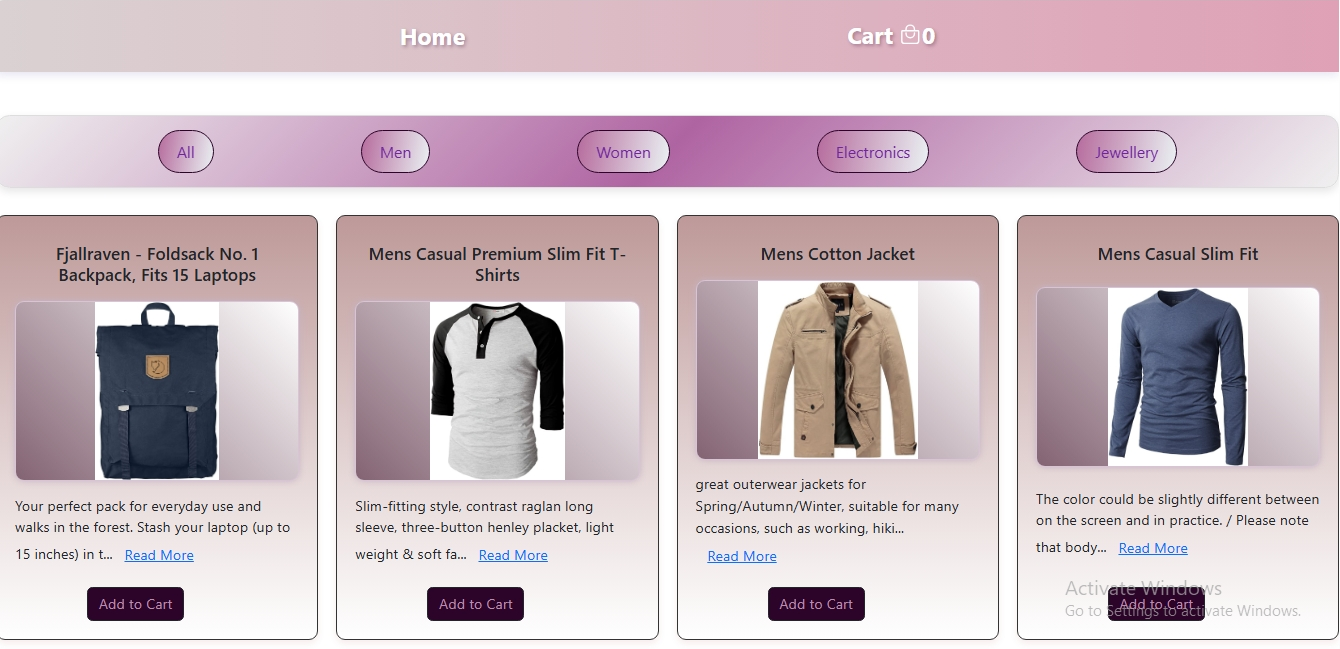 Home
Cart 0
All
Men
Women
Electronics
Jewellery
Fjallraven - Foldsack No. 1
Backpack, Fits 15 Laptops
Your perfect pack for everyday use and
walks in the forest. Stash your laptop (up to
15 inches) in t... Read More
Add to Cart
Mens Casual Premium Slim Fit T-
Shirts
Slim-fitting style, contrast raglan long
sleeve, three-button henley placket, light
weight & soft fa... Read More
Add to Cart
Mens Cotton Jacket
great outerwear jackets for
Spring/Autumn/Winter, suitable for many
occasions, such as working, hiki...
Read More
Add to Cart
Mens Casual Slim Fit
The color could be slightly different between
on the screen and in practice. / Please note
that body... Read More
Add to Cart
Activate Windows
Go to Settings to activate Windows.